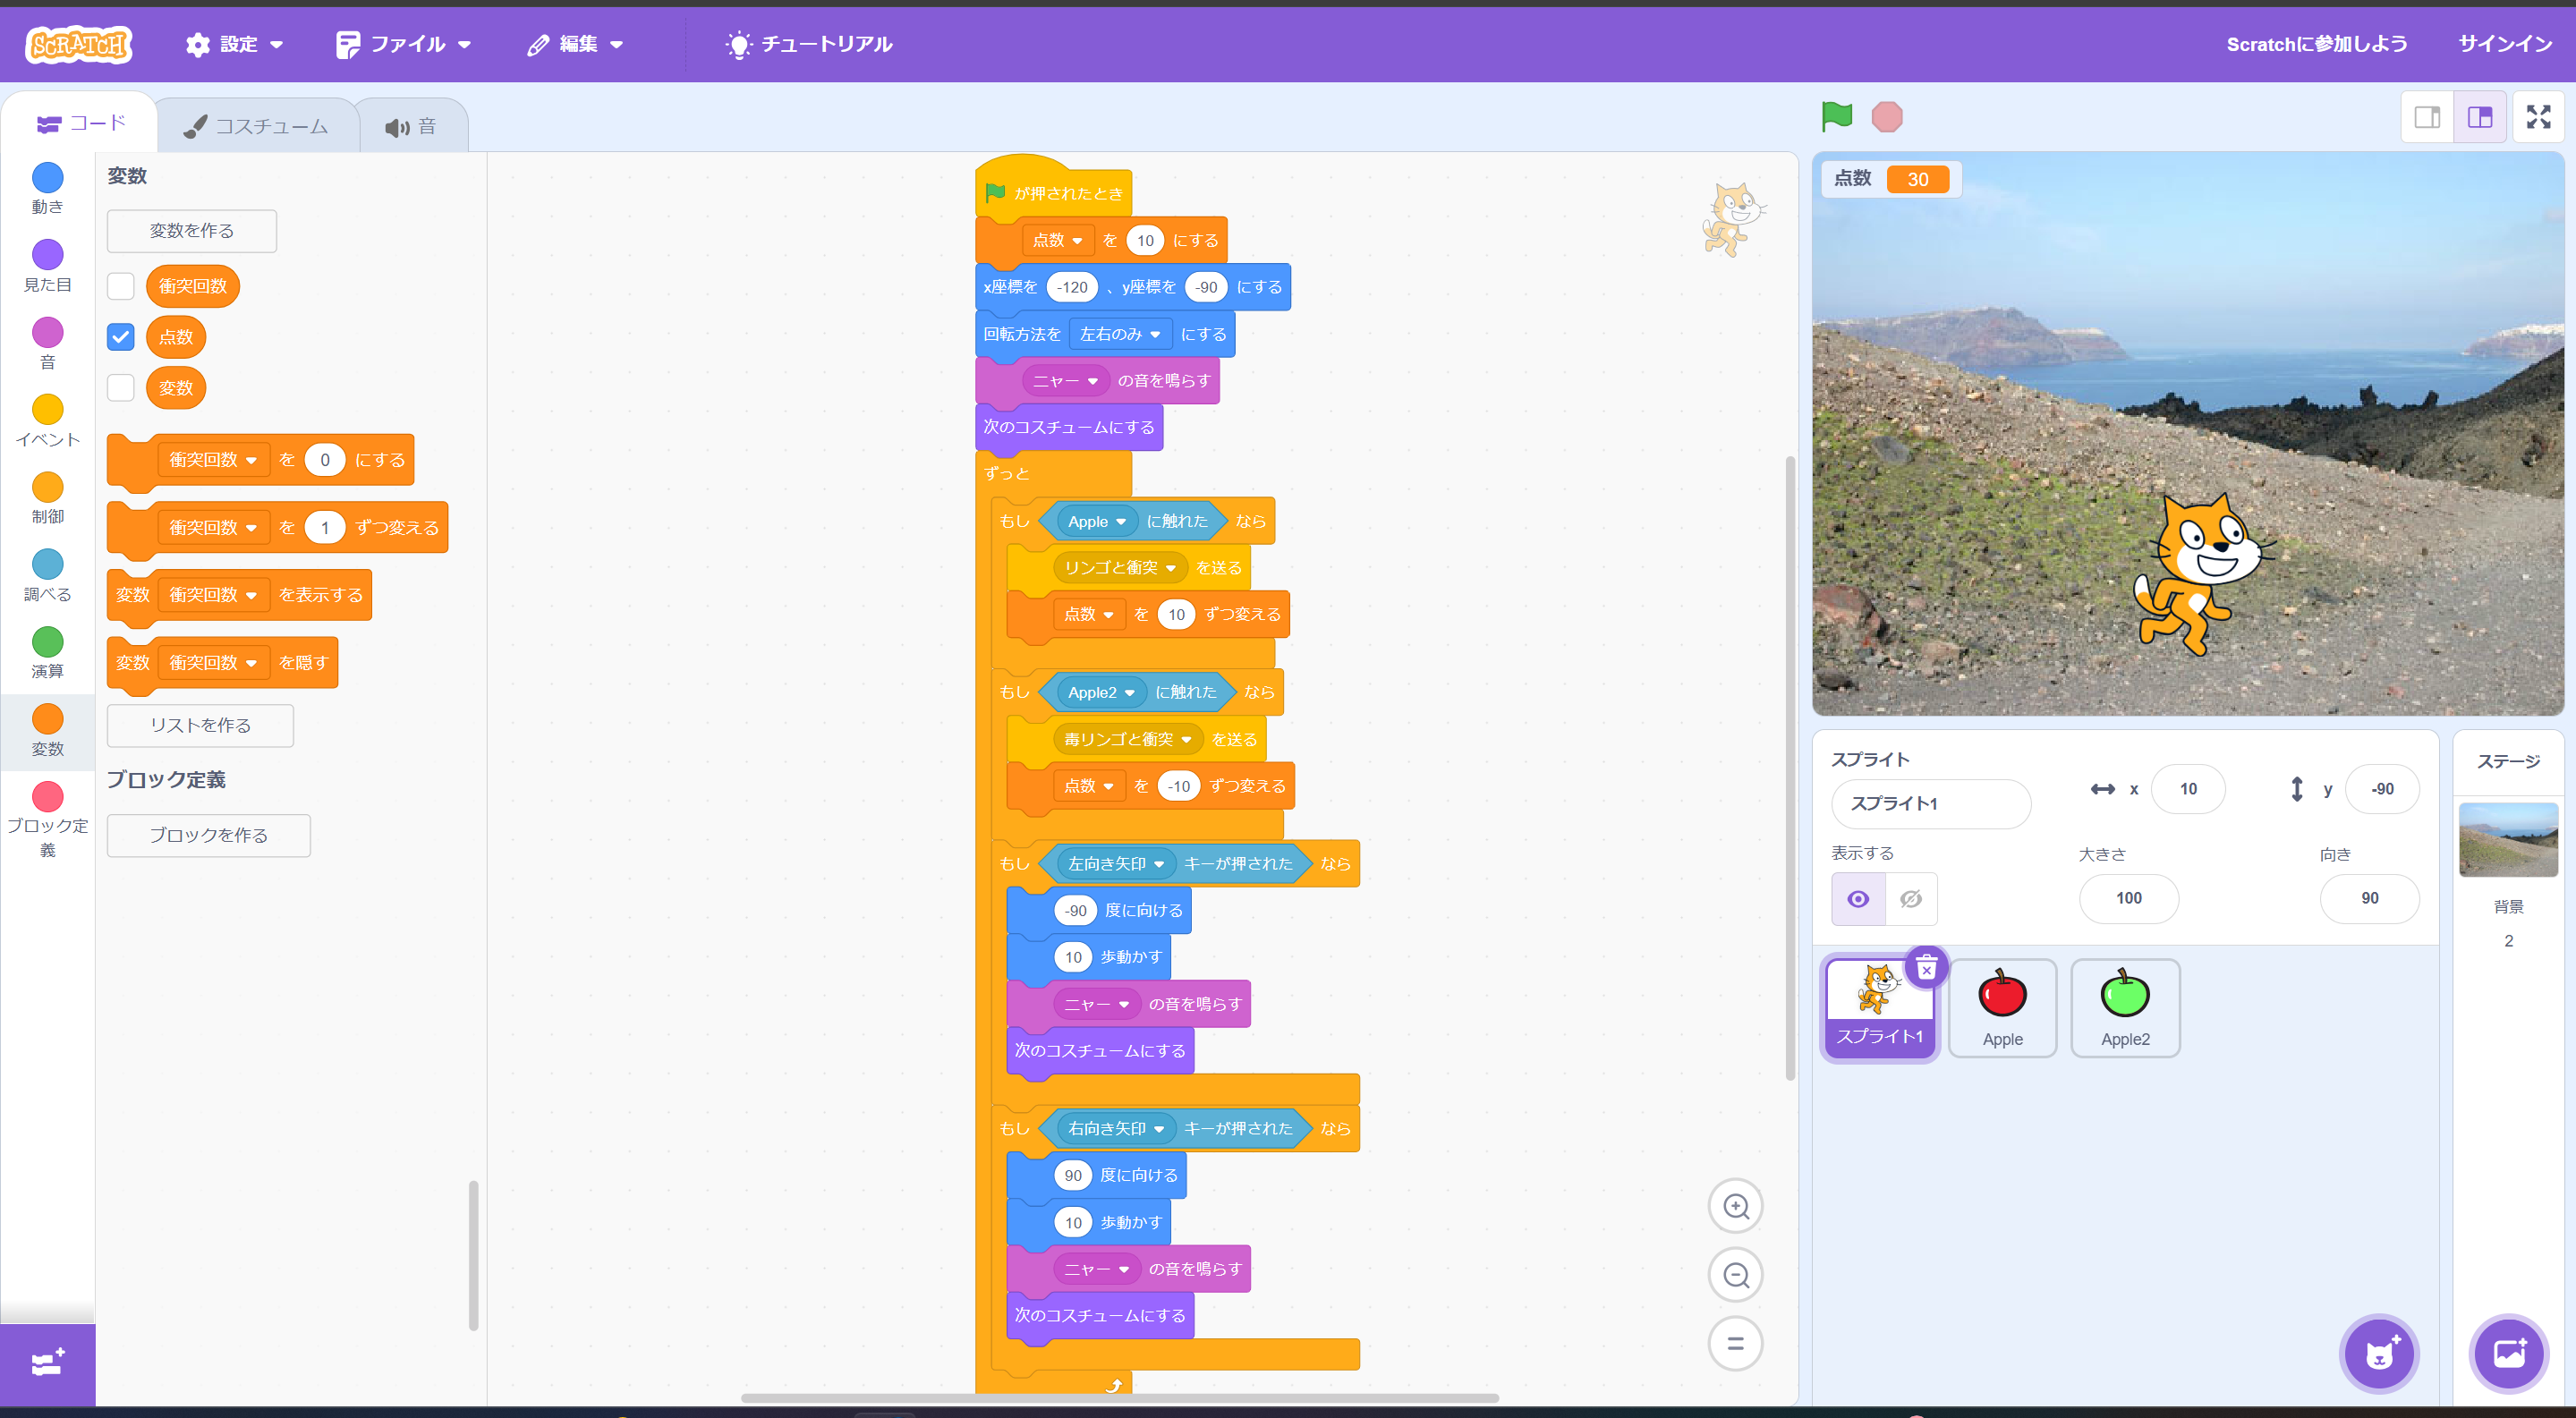 SCRATCH 設定 ファイル 編集 チュートリアル Scratchに参加しよう サインイン
コード コスチューム 音
動き
見た目
音
イベント
制御
調べる
演算
変数
ブロック定
義
変数
変数を作る
衝突回数
点数
変数
衝突回数 を 0 にする
衝突回数 を 1 ずつ変える
変数 衝突回数 を表示する
変数 衝突回数 を隠す
リストを作る
ブロック定義
ブロックを作る
が押されたとき
点数 を 10 にする
x座標を -120 、y座標を -90 にする
回転方法を 左右のみ にする
ニャー の音を鳴らす
次のコスチュームにする
ずっと
もし Apple に触れた なら
リンゴと衝突 を送る
点数 を 10 ずつ変える
もし Apple2 に触れた なら
毒リンゴと衝突 を送る
点数 を -10 ずつ変える
もし 左向き矢印 キーが押された なら
-90 度に向ける
10 歩動かす
ニャー の音を鳴らす
次のコスチュームにする
もし 右向き矢印 キーが押された なら
90 度に向ける
10 歩動かす
ニャー の音を鳴らす
次のコスチュームにする
点数 30
スプライト
スプライト1 x 10 y -90
表示する 大きさ 向き
100 90
スプライト1 Apple Apple2
ステージ
背景
2